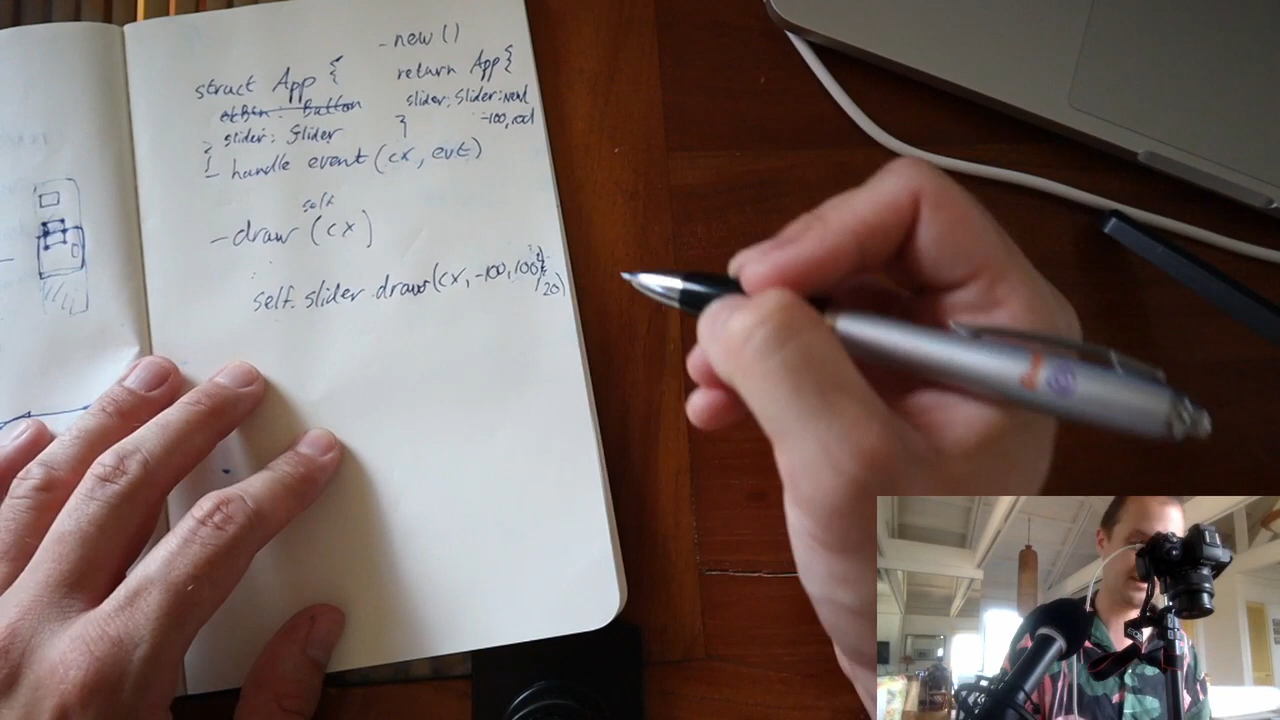 struct App {
okBtn: Button
slider: Slider
}
- handle event (cx, evt)
self
- draw (cx)
self. slider draw(cx, -100, 100,
20)
- new ()
return App {
slider: Slider:new(
-100, 100)
}